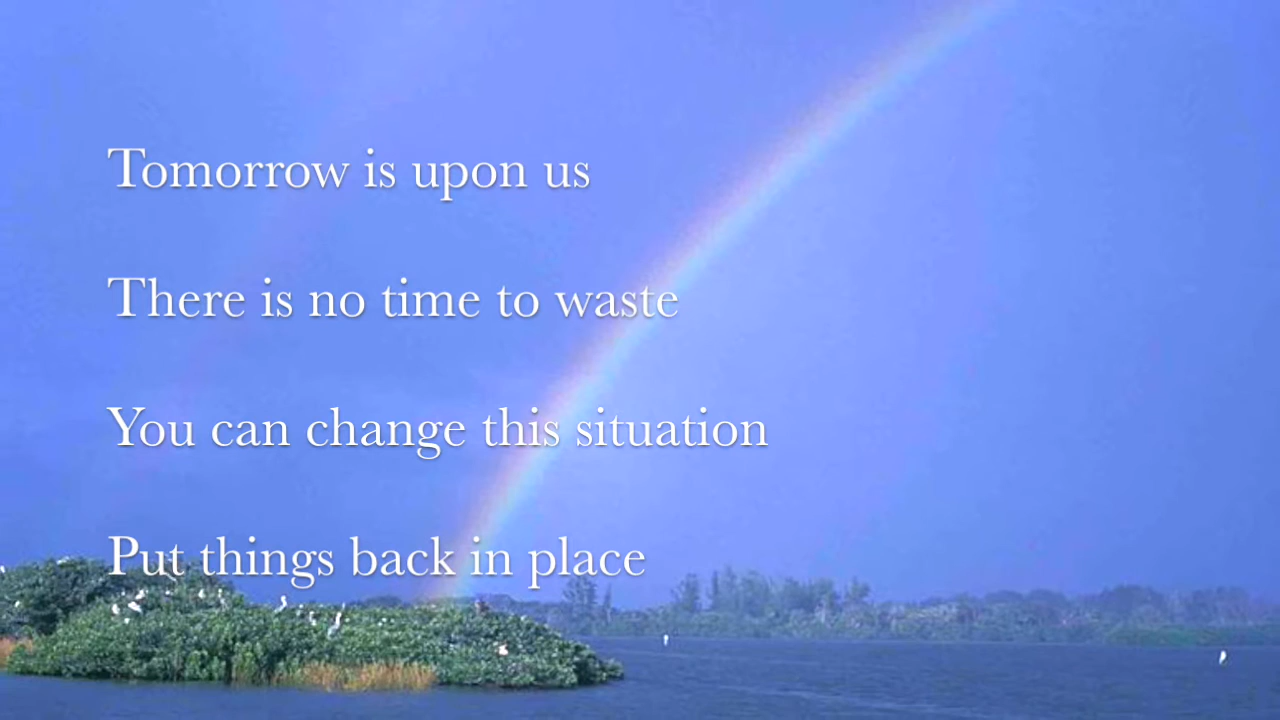 Tomorrow is upon us
There is no time to waste
You can change this situation
Put things back in place